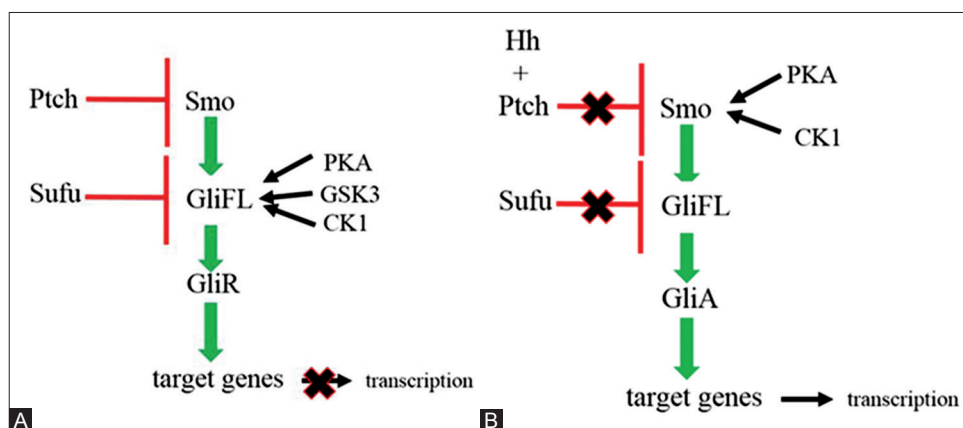 Ptch
Smo
PKA
Sufu
GliFL
GSK3
CK1
GliR
target genes
transcription
A
Hh
+
Ptch
Smo
PKA
CK1
Sufu
GliFL
GliA
target genes
transcription
B